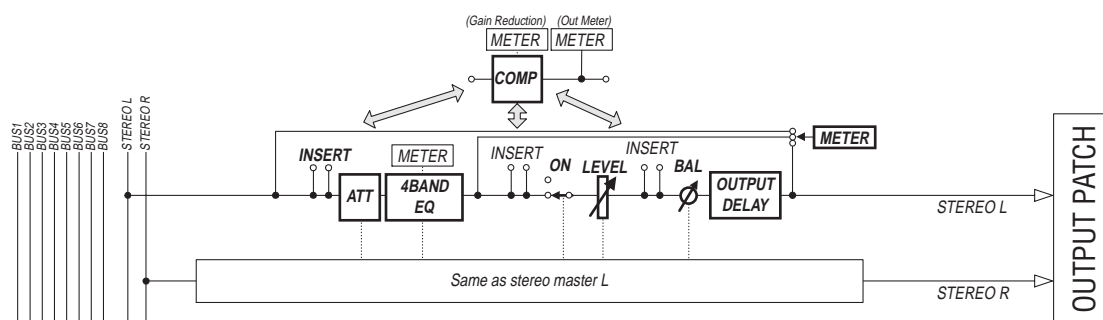 (Gain Reduction) (Out Meter)
METER METER
COMP
BUS1
BUS2
BUS3
BUS4
BUS5
BUS6
BUS7
BUS8
STEREO L
STEREO R
METER
INSERT
METER
INSERT
ON
LEVEL
INSERT
BAL
ATT
4BAND
EQ
OUTPUT
DELAY
STEREO L
Same as stereo master L
STEREO R
OUTPUT PATCH